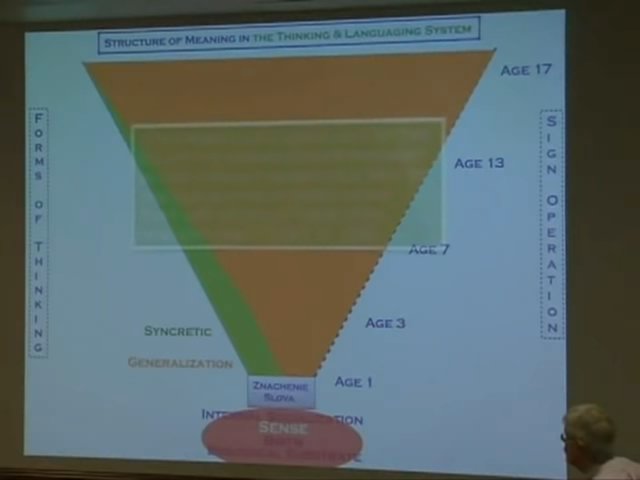 STRUCTURE OF MEANING IN THE THINKING & LANGUAGING SYSTEM
AGE 17
FORMS OF THINKING
SIGN OPERATION
AGE 13
AGE 7
AGE 3
SYNCRETIC
GENERALIZATION
AGE 1
ZNACHENIE
SLOVA
SENSE